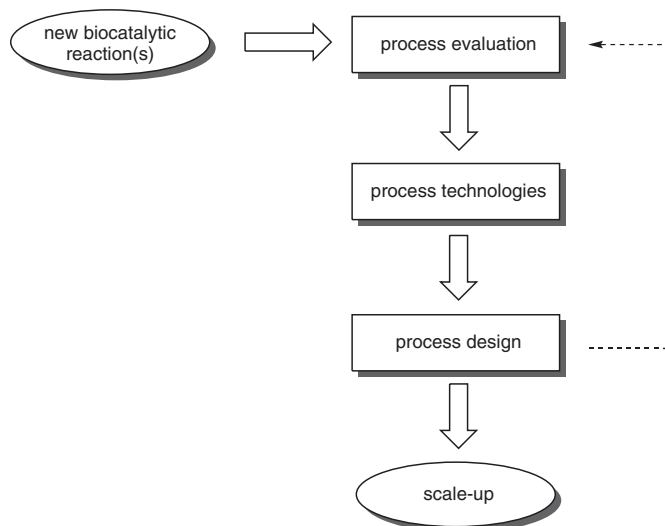 new biocatalytic
reaction(s)
process evaluation
process technologies
process design
scale-up